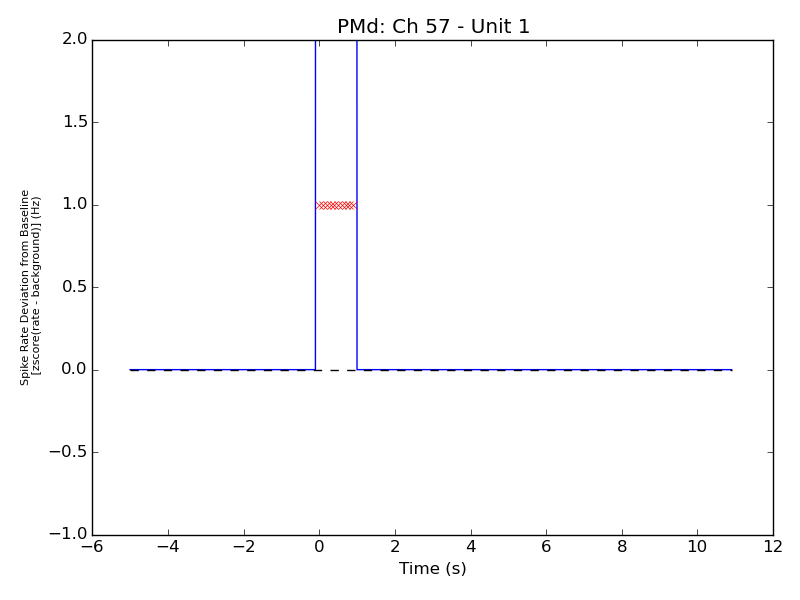 PMd: Ch 57 - Unit 1
2.0
1.5
1.0
0.5
0.0
−0.5
−1.0
Spike Rate Deviation from Baseline
[zscore(rate - background)] (Hz)
−6 −4 −2 0 2 4 6 8 10 12
Time (s)